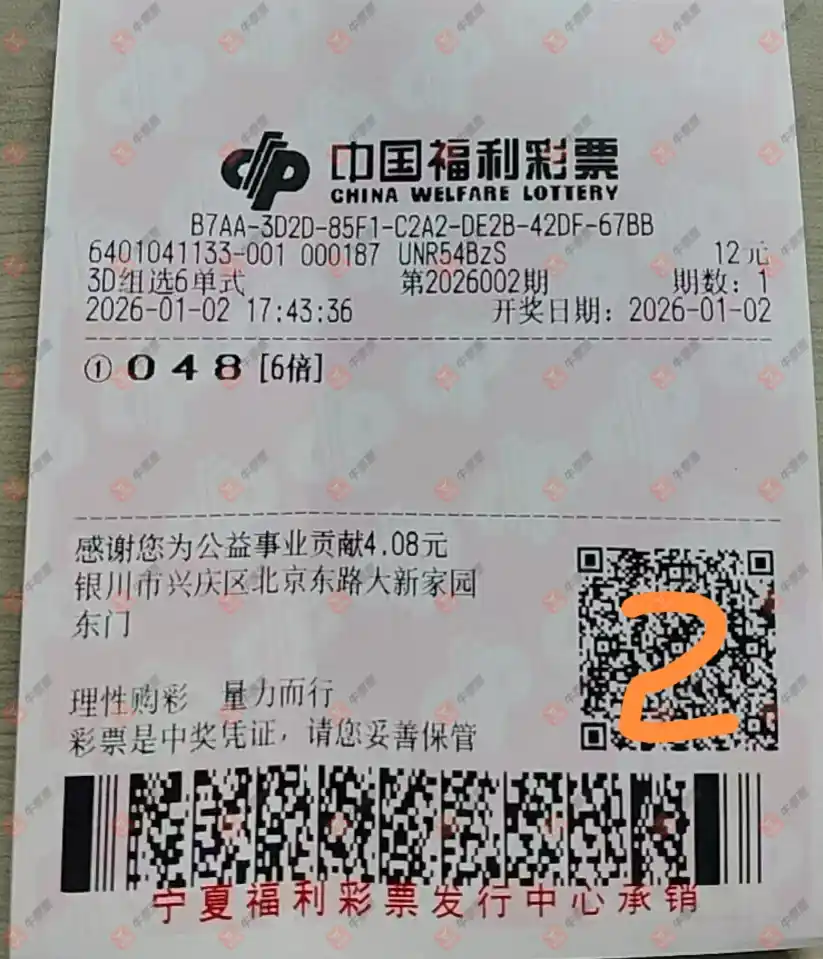 中国福利彩票
CHINA WELFARE LOTTERY
B7AA-3D2D-85F1-C2A2-DE2B-42DF-67BB
6401041133-001 000187 UNR54BzS 12元
3D组选6单式 第2026002期 期数: 1
2026-01-02 17:43:36 开奖日期: 2026-01-02
① 0 4 8 [6倍]
感谢您为公益事业贡献4.08元
银川市兴庆区北京东路大新家园
东门
2
理性购彩 量力而行
彩票是中奖凭证，请您妥善保管
宁夏福利彩票发行中心承销